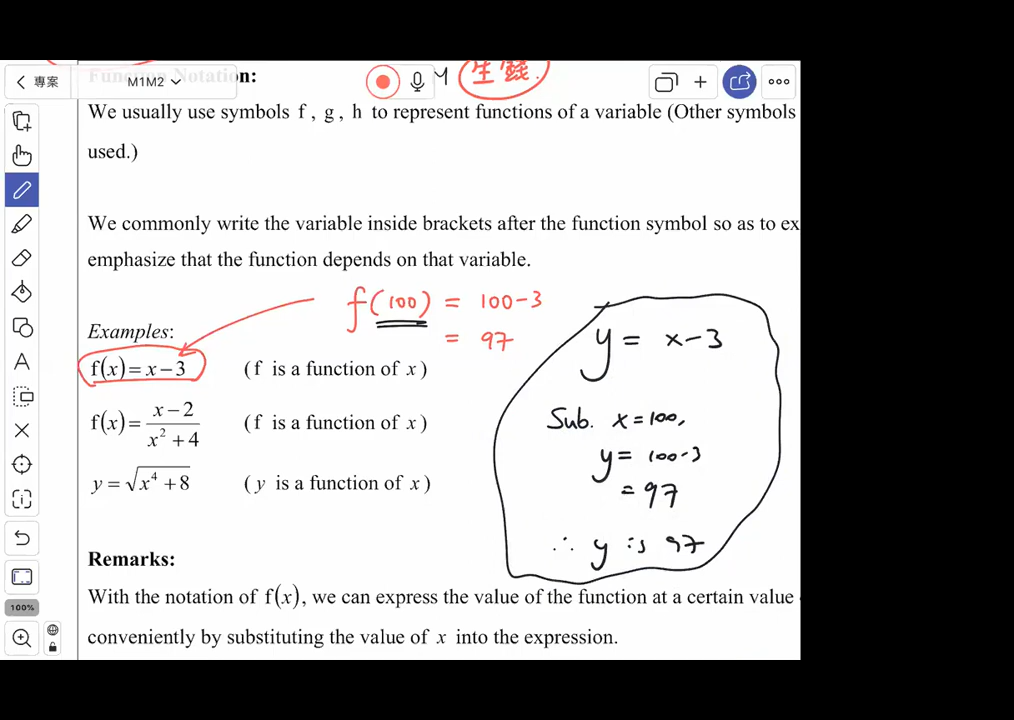 專案
M1M2
Function Notation:
M 生錢.
We usually use symbols f , g , h to represent functions of a variable (Other symbols
used.)
We commonly write the variable inside brackets after the function symbol so as to ex
emphasize that the function depends on that variable.
f(100) = 100-3
= 97
Examples:
f(x) = x − 3 (f is a function of x)
f(x) = (x − 2)/(x² + 4) (f is a function of x)
y = √(x⁴ + 8) (y is a function of x)
y = x-3
Sub. x=100,
y= 100-3
= 97
∴ y is 97
Remarks:
With the notation of f(x), we can express the value of the function at a certain value
conveniently by substituting the value of x into the expression.
A
100%